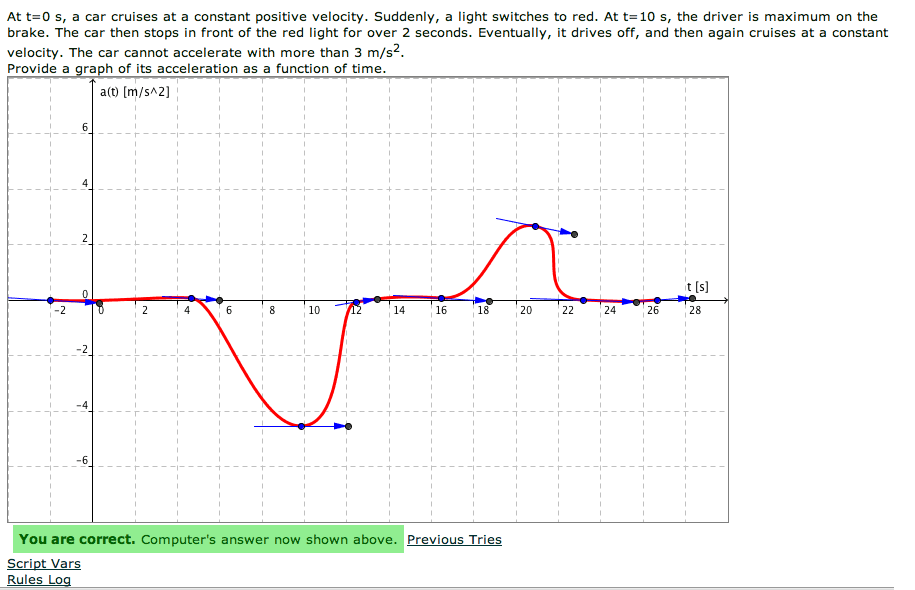 At t=0 s, a car cruises at a constant positive velocity. Suddenly, a light switches to red. At t=10 s, the driver is maximum on the
brake. The car then stops in front of the red light for over 2 seconds. Eventually, it drives off, and then again cruises at a constant
velocity. The car cannot accelerate with more than 3 m/s².
Provide a graph of its acceleration as a function of time.
a(t) [m/s^2]
6
4
2
0
t [s]
-2 0 2 4 6 8 10 12 14 16 18 20 22 24 26 28
-2
-4
-6
You are correct. Computer's answer now shown above. Previous Tries
Script Vars
Rules Log